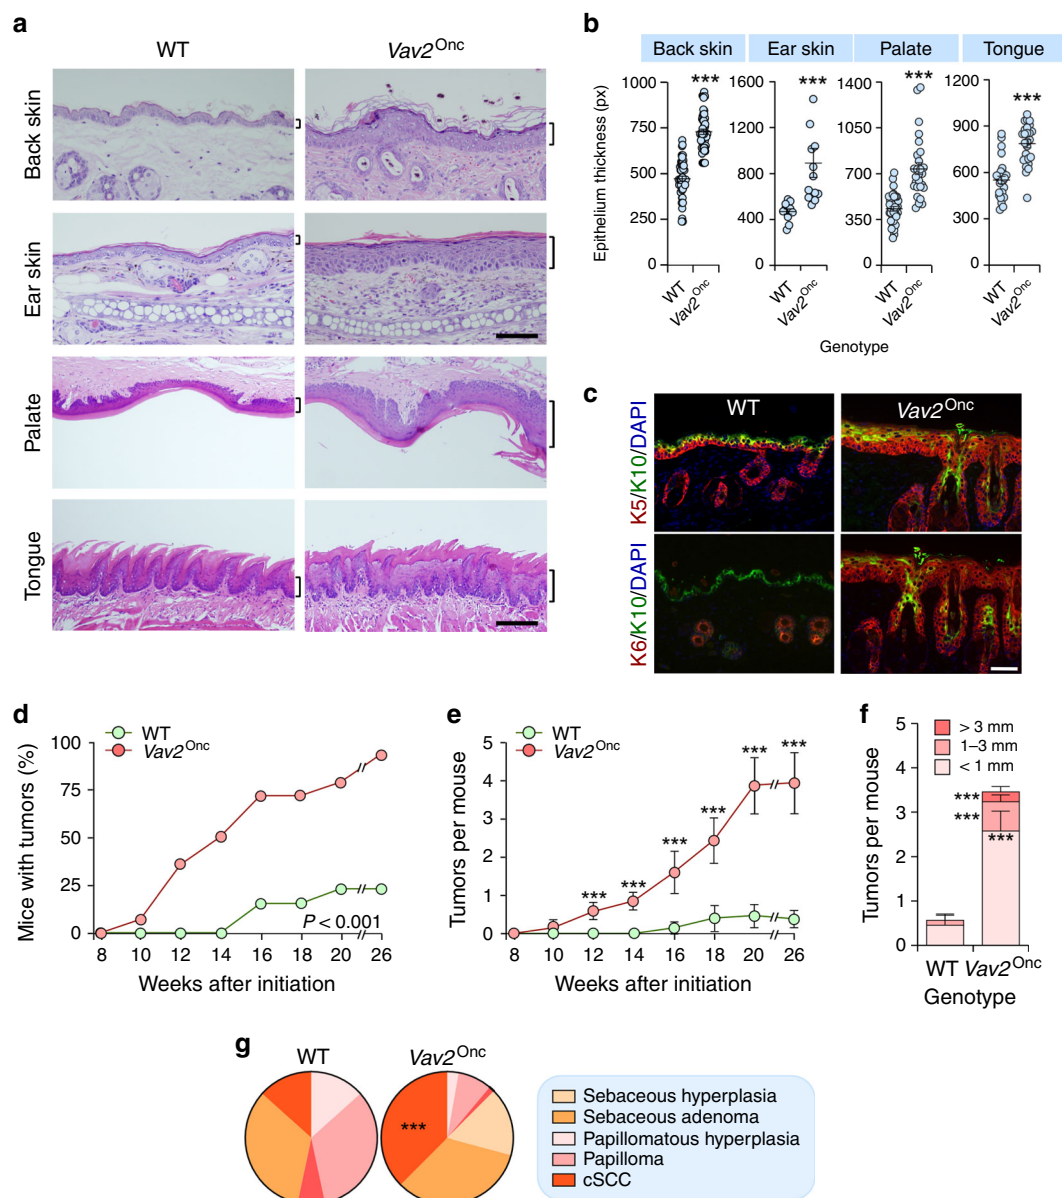 a
WT
Vav2Onc
Back skin
Ear skin
Palate
Tongue
b
Back skin
Ear skin
Palate
Tongue
Epithelium thickness (px)
1000
750
500
250
0
***
WT
Vav2Onc
1600
1200
800
400
0
***
WT
Vav2Onc
1400
1050
700
350
0
***
WT
Vav2Onc
1200
900
600
300
0
***
WT
Vav2Onc
Genotype
c
WT
Vav2Onc
K5/K10/DAPI
K6/K10/DAPI
d
WT
Vav2Onc
Mice with tumors (%)
100
75
50
25
0
P < 0.001
8 10 12 14 16 18 20 26
Weeks after initiation
e
WT
Vav2Onc
Tumors per mouse
5
4
3
2
1
0
*** *** *** *** *** ***
8 10 12 14 16 18 20 26
Weeks after initiation
f
> 3 mm
1–3 mm
< 1 mm
Tumors per mouse
5
4
3
2
1
0
***
***
***
WT Vav2Onc
Genotype
g
WT
Vav2Onc
***
Sebaceous hyperplasia
Sebaceous adenoma
Papillomatous hyperplasia
Papilloma
cSCC